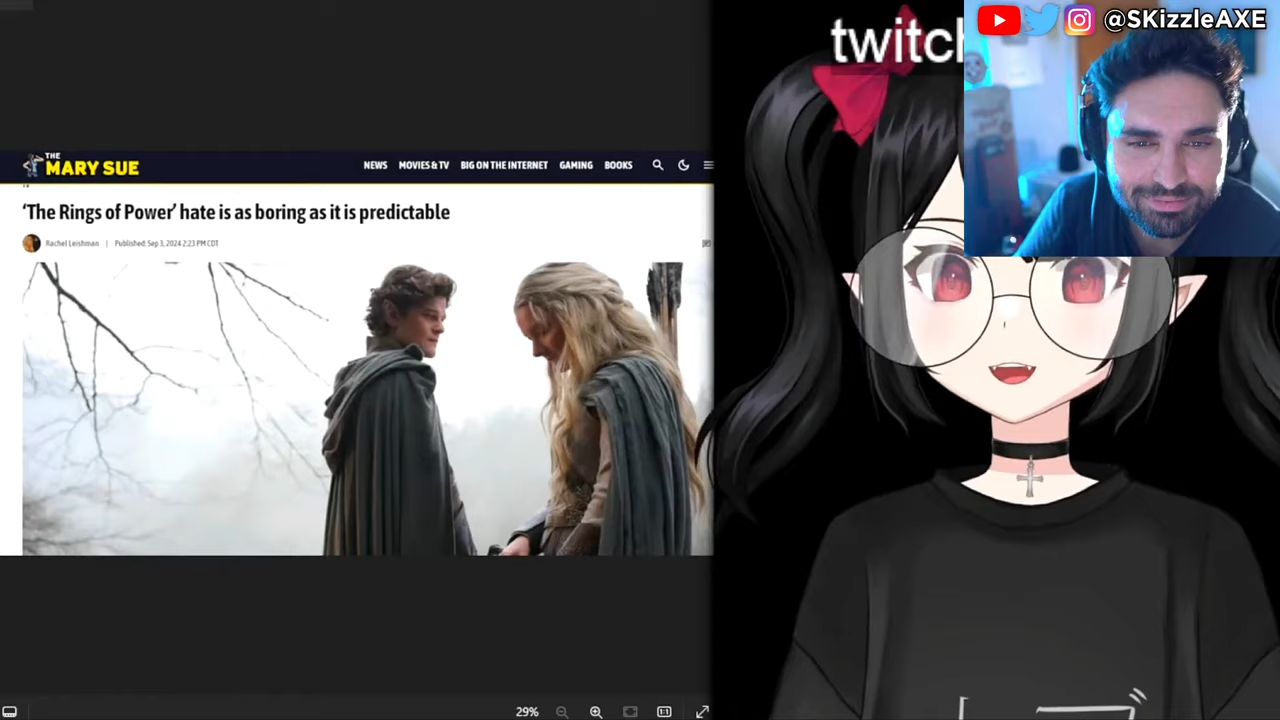 twitch
@SKizzleAXE
THE
MARY SUE
NEWS MOVIES & TV BIG ON THE INTERNET GAMING BOOKS
‘The Rings of Power’ hate is as boring as it is predictable
Rachel Leishman | Published: Sep 3, 2024 2:23 PM CDT
29%
1:1